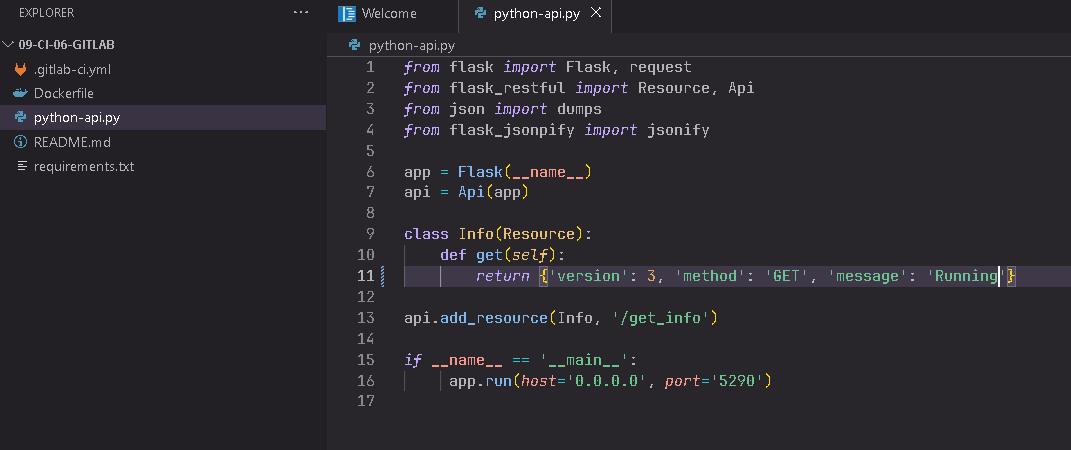 EXPLORER ···
09-CI-06-GITLAB
.gitlab-ci.yml
Dockerfile
python-api.py
README.md
requirements.txt
Welcome python-api.py
python-api.py
1 from flask import Flask, request
2 from flask_restful import Resource, Api
3 from json import dumps
4 from flask_jsonpify import jsonify
5
6 app = Flask(__name__)
7 api = Api(app)
8
9 class Info(Resource):
10     def get(self):
11         return {'version': 3, 'method': 'GET', 'message': 'Running'}
12
13 api.add_resource(Info, '/get_info')
14
15 if __name__ == '__main__':
16      app.run(host='0.0.0.0', port='5290')
17